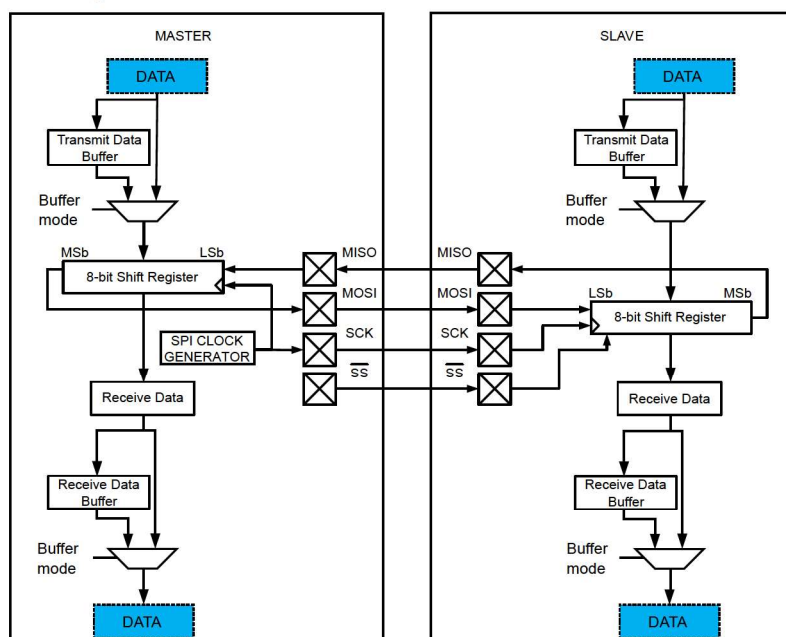 MASTER
DATA
Transmit Data
Buffer
Buffer
mode
MSb
LSb
8-bit Shift Register
SPI CLOCK
GENERATOR
Receive Data
Receive Data
Buffer
Buffer
mode
DATA
MISO
MOSI
SCK
SS
MISO
MOSI
SCK
SS
SLAVE
DATA
Transmit Data
Buffer
Buffer
mode
LSb
MSb
8-bit Shift Register
Receive Data
Receive Data
Buffer
Buffer
mode
DATA